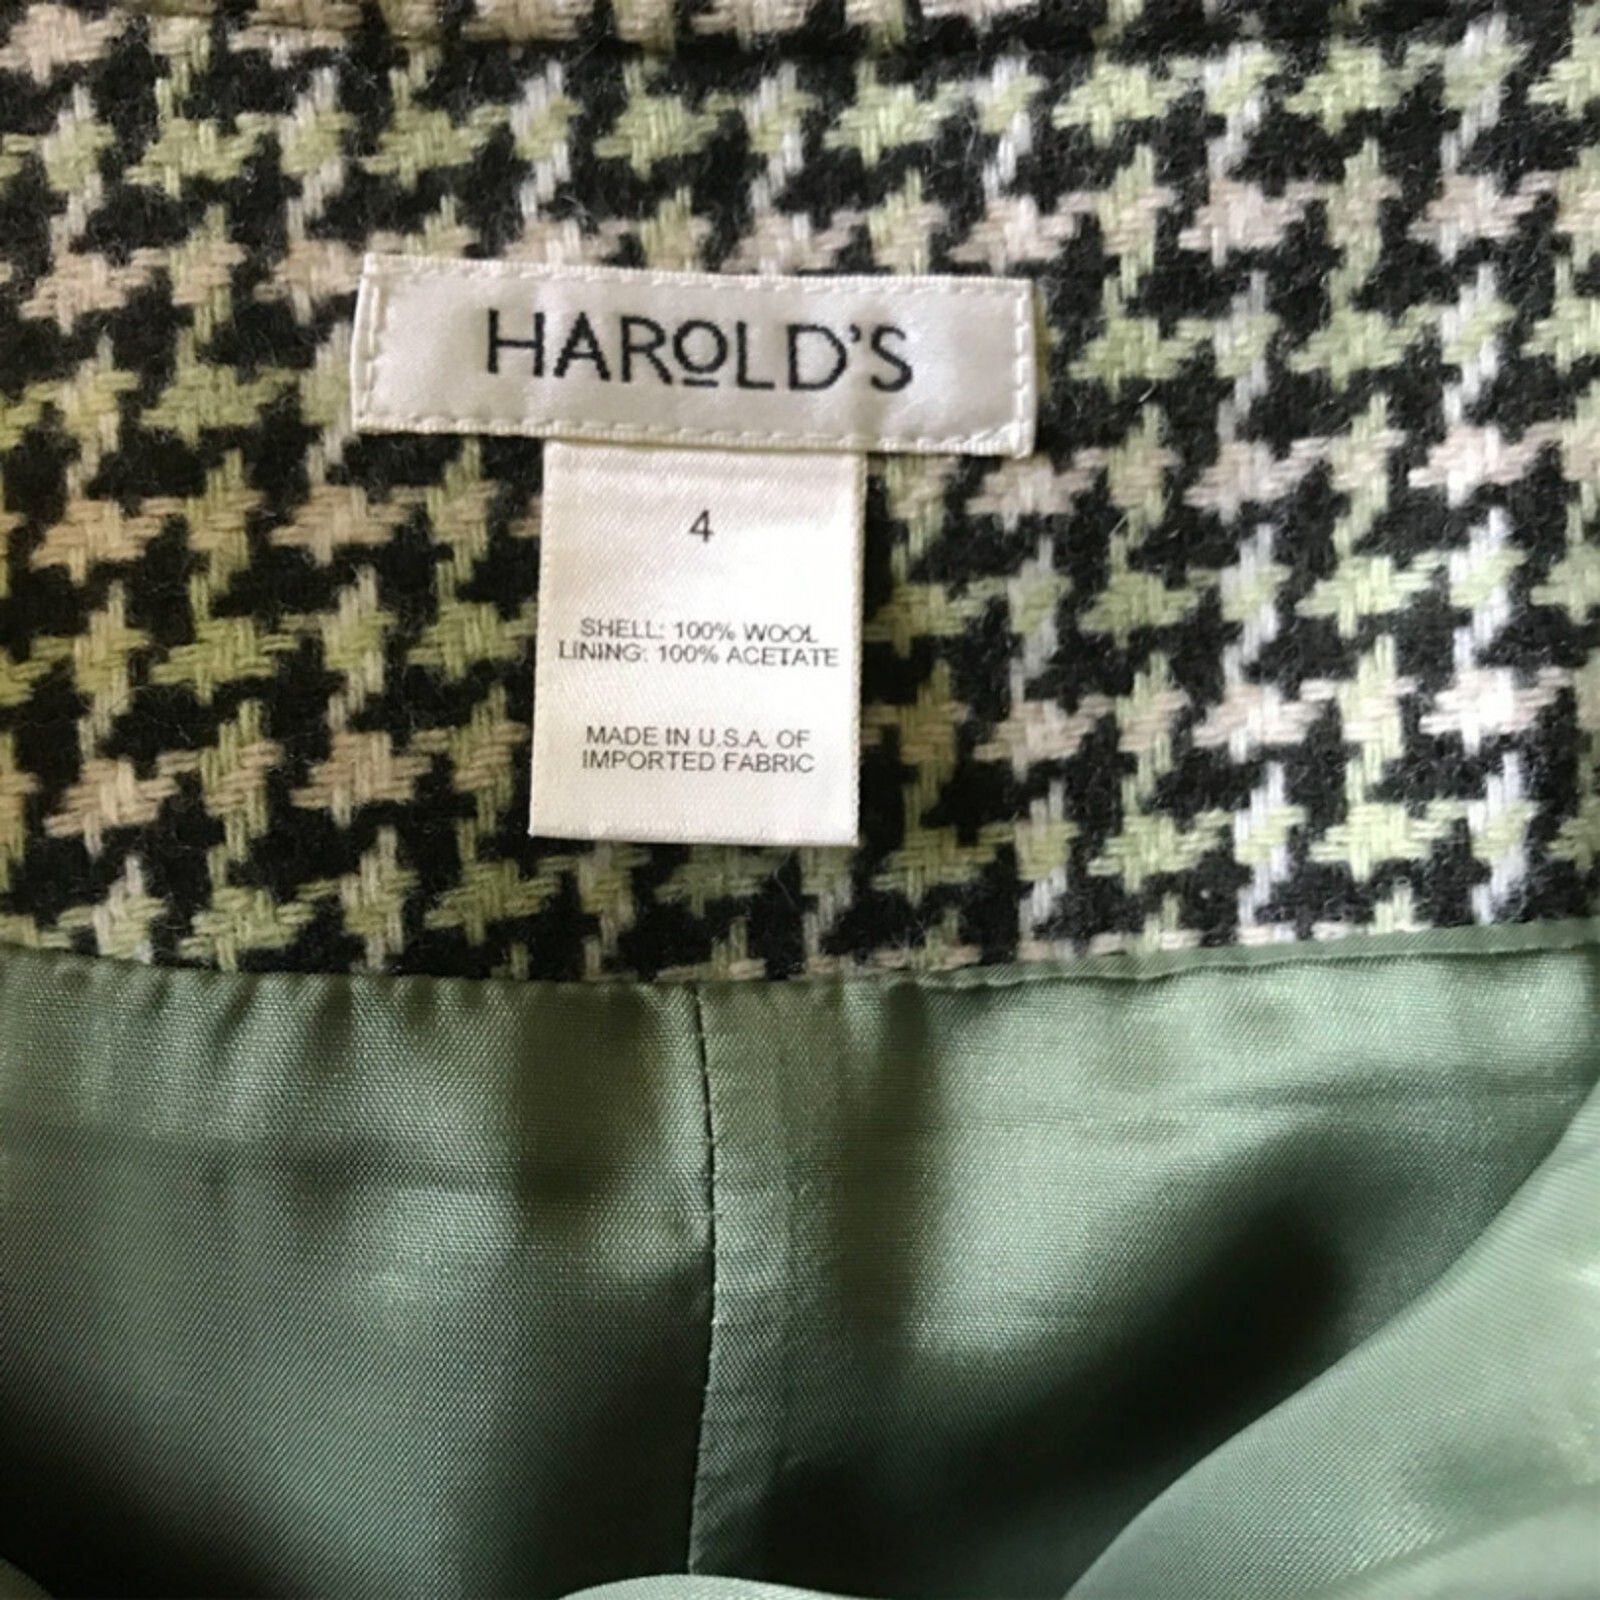 HAROLD'S
4
SHELL: 100% WOOL
LINING: 100% ACETATE
MADE IN U.S.A. OF
IMPORTED FABRIC